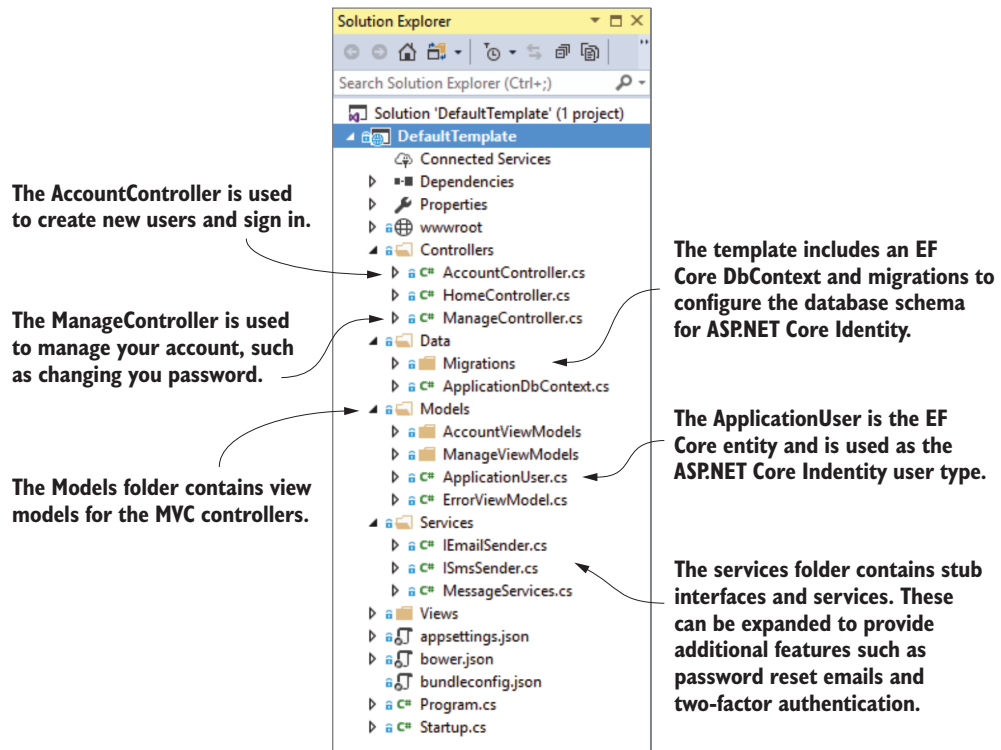 Solution Explorer
Search Solution Explorer (Ctrl+;)
Solution 'DefaultTemplate' (1 project)
DefaultTemplate
Connected Services
Dependencies
Properties
wwwroot
Controllers
C# AccountController.cs
C# HomeController.cs
C# ManageController.cs
Data
Migrations
C# ApplicationDbContext.cs
Models
AccountViewModels
ManageViewModels
C# ApplicationUser.cs
C# ErrorViewModel.cs
Services
C# IEmailSender.cs
C# ISmsSender.cs
C# MessageServices.cs
Views
appsettings.json
bower.json
bundleconfig.json
C# Program.cs
C# Startup.cs
The AccountController is used
to create new users and sign in.
The ManageController is used
to manage your account, such
as changing you password.
The Models folder contains view
models for the MVC controllers.
The template includes an EF
Core DbContext and migrations to
configure the database schema
for ASP.NET Core Identity.
The ApplicationUser is the EF
Core entity and is used as the
ASP.NET Core Indentity user type.
The services folder contains stub
interfaces and services. These
can be expanded to provide
additional features such as
password reset emails and
two-factor authentication.